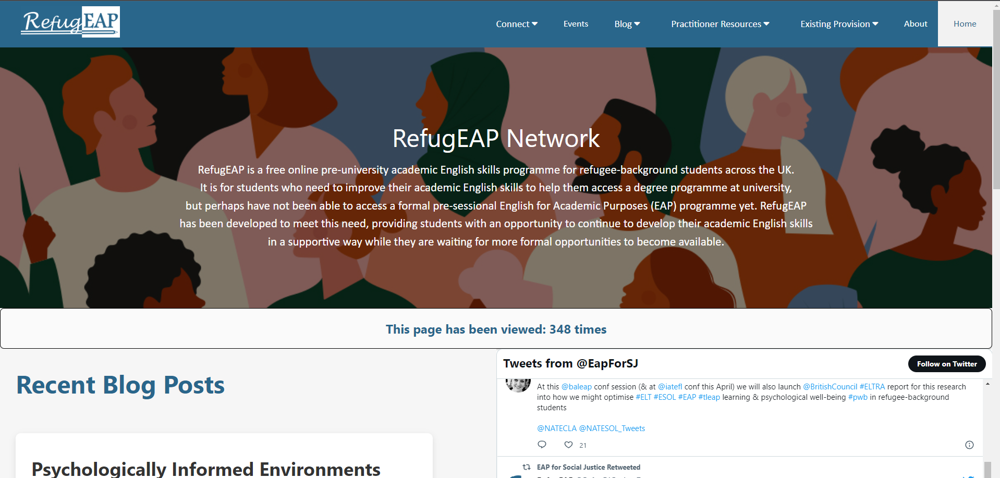 RefugEAP
Connect
Events
Blog
Practitioner Resources
Existing Provision
About
Home
RefugEAP Network
RefugEAP is a free online pre-university academic English skills programme for refugee-background students across the UK.
It is for students who need to improve their academic English skills to help them access a degree programme at university,
but perhaps have not been able to access a formal pre-sessional English for Academic Purposes (EAP) programme yet. RefugEAP
has been developed to meet this need, providing students with an opportunity to continue to develop their academic English skills
in a supportive way while they are waiting for more formal opportunities to become available.
This page has been viewed: 348 times
Recent Blog Posts
Psychologically Informed Environments
Tweets from @EapForSJ
Follow on Twitter
At this @baleap conf session (& at @iatefl conf this April) we will also launch @BritishCouncil #ELTRA report for this research
into how we might optimise #ELT #ESOL #EAP #tleap learning & psychological well-being #pwb in refugee-background
students
@NATECLA @NATESOL_Tweets
21
EAP for Social Justice Retweeted